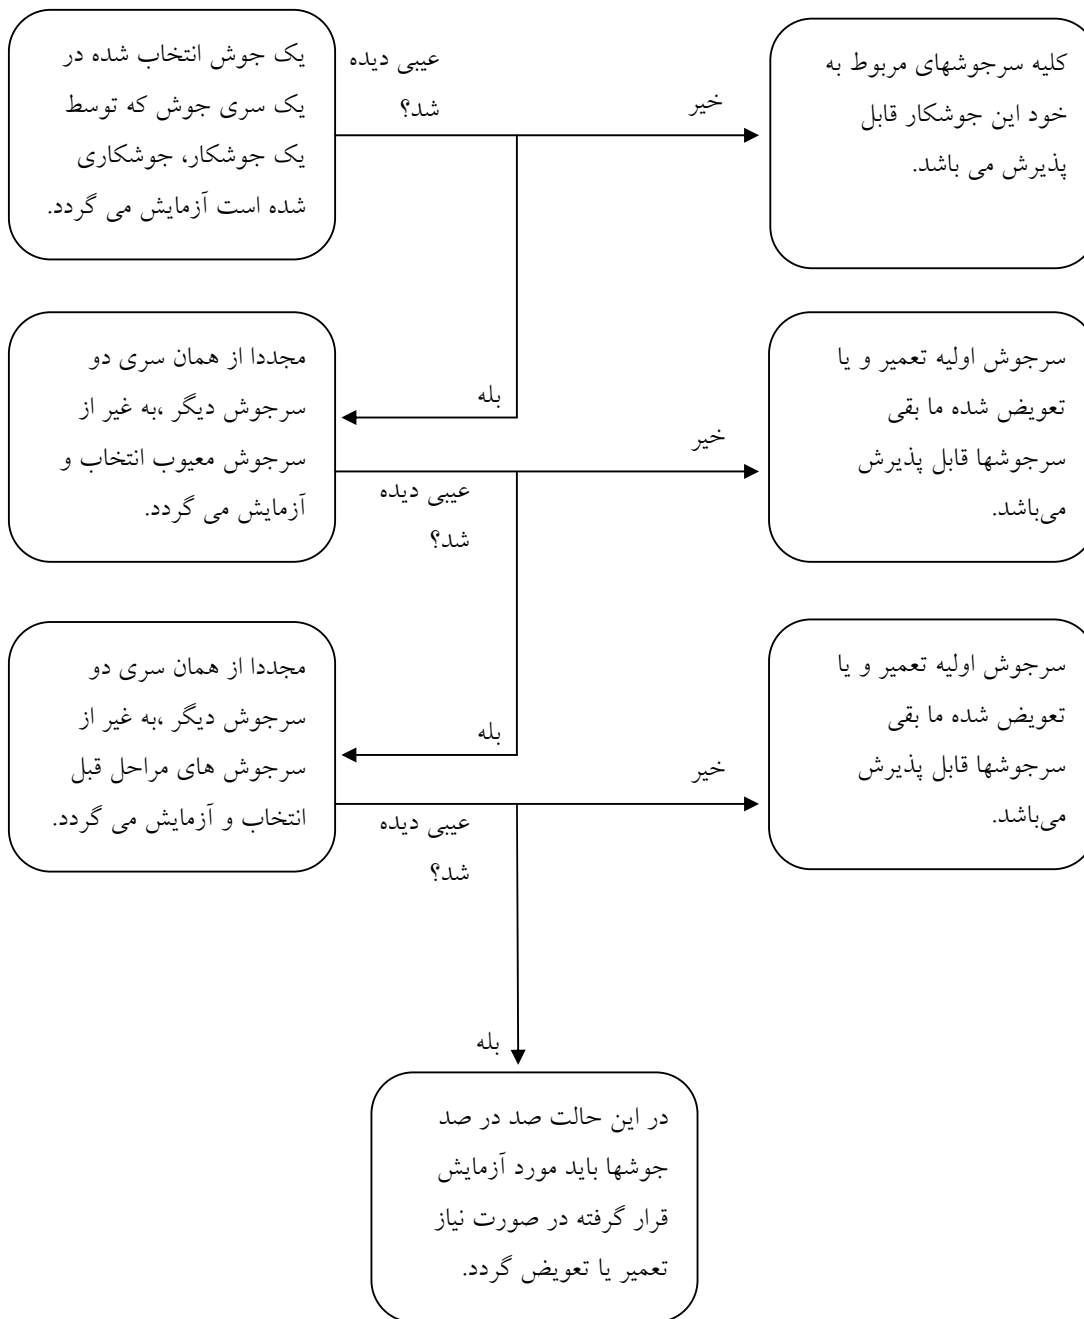 یک جوش انتخاب شده در
یک سری جوش که توسط
یک جوشکار، جوشکاری
شده است آزمایش می گردد.
عیبی دیده
شد؟
خیر
کلیه سرجوشهای مربوط به
خود این جوشکار قابل
پذیرش می باشد.
بله
مجددا از همان سری دو
سرجوش دیگر ،به غیر از
سرجوش معیوب انتخاب و
آزمایش می گردد.
عیبی دیده
شد؟
خیر
سرجوش اولیه تعمیر و یا
تعویض شده ما بقی
سرجوشها قابل پذیرش
می‌باشد.
بله
مجددا از همان سری دو
سرجوش دیگر ،به غیر از
سرجوش های مراحل قبل
انتخاب و آزمایش می گردد.
عیبی دیده
شد؟
خیر
سرجوش اولیه تعمیر و یا
تعویض شده ما بقی
سرجوشها قابل پذیرش
می‌باشد.
بله
در این حالت صد در صد
جوشها باید مورد آزمایش
قرار گرفته در صورت نیاز
تعمیر یا تعویض گردد.